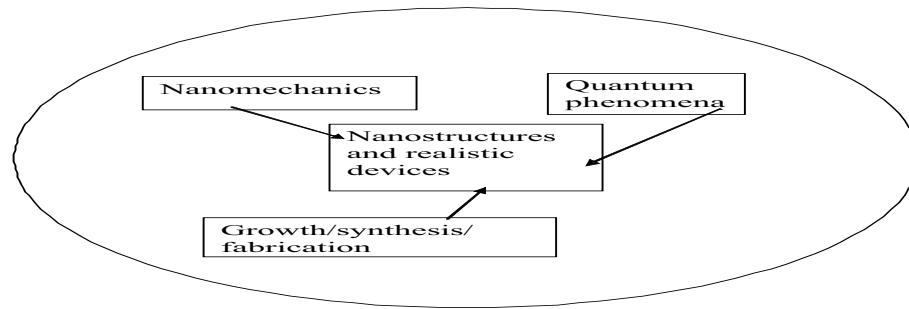 Nanomechanics
Quantum
phenomena
Nanostructures
and realistic
devices
Growth/synthesis/
fabrication